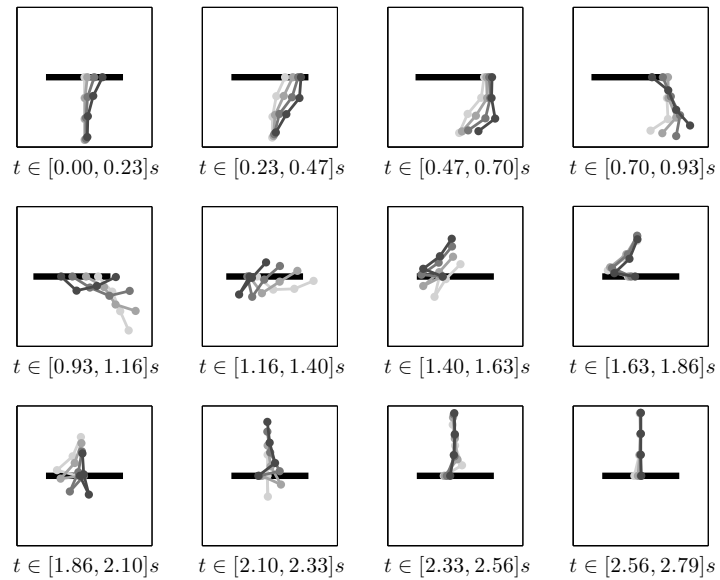 t ∈ [0.00, 0.23]s t ∈ [0.23, 0.47]s t ∈ [0.47, 0.70]s t ∈ [0.70, 0.93]s
t ∈ [0.93, 1.16]s t ∈ [1.16, 1.40]s t ∈ [1.40, 1.63]s t ∈ [1.63, 1.86]s
t ∈ [1.86, 2.10]s t ∈ [2.10, 2.33]s t ∈ [2.33, 2.56]s t ∈ [2.56, 2.79]s